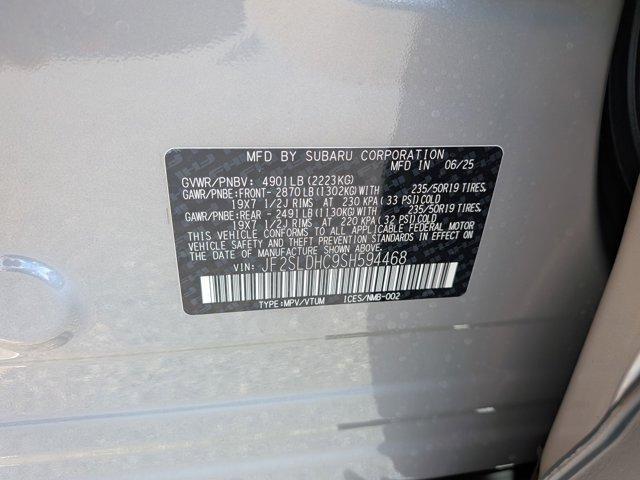 MFD BY SUBARU CORPORATION
MFD IN 06/25
GVWR/PNBV: 4901LB(2223KG)
GAWR/PNBE:FRONT- 2870LB(1302KG)WITH 235/50R19 TIRES,
19X7 1/2J RIMS AT 230 KPA (33 PSI)COLD
GAWR/PNBE:REAR - 2491LB(1130KG)WITH 235/50R19 TIRES,
19X7 1/2J RIMS AT 220 KPA (32 PSI)COLD
THIS VEHICLE CONFORMS TO ALL APPLICABLE FEDERAL MOTOR
VEHICLE SAFETY AND THEFT PREVENTION STANDARDS IN EFFECT
ON THE DATE OF MANUFACTURE SHOWN ABOVE.
VIN: JF2SLDHC9SH594468
TYPE:MPV/VTUM ICES/NMB-002